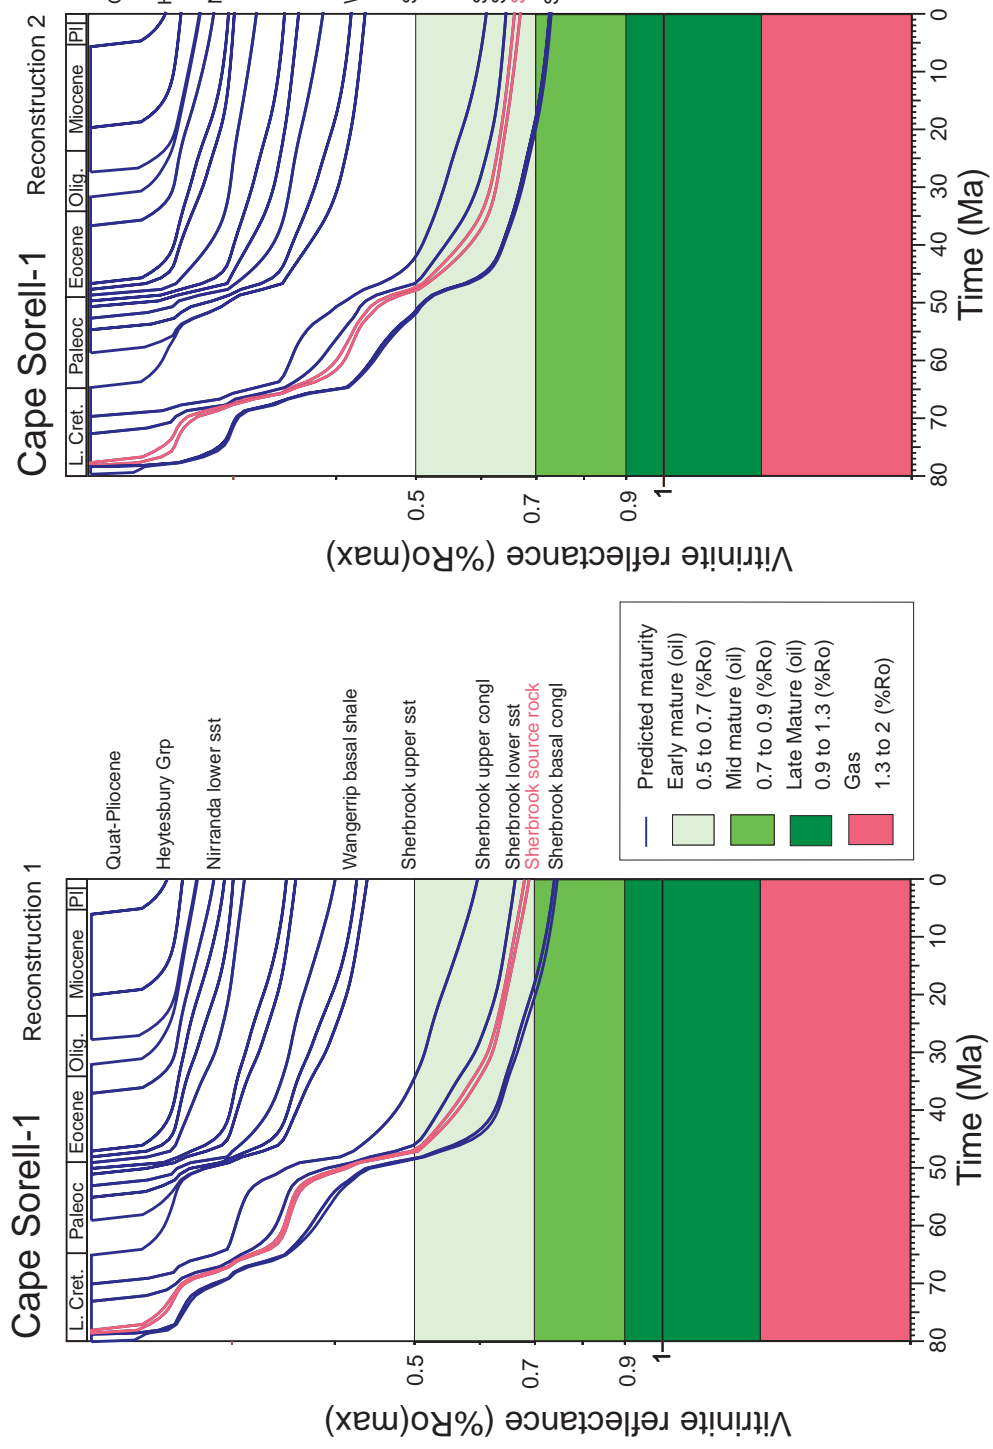 Cape Sorell-1
Reconstruction 1
L. Cret.
Paleoc
Eocene
Olig.
Miocene
Pl
Quat-Pliocene
Heytesbury Grp
Nirranda lower sst
Wangerrip basal shale
Sherbrook upper sst
Sherbrook upper congl
Sherbrook lower sst
Sherbrook source rock
Sherbrook basal congl
0.5
0.7
0.9
1
Vitrinite reflectance (%Ro(max)
80
70
60
50
40
30
20
10
0
Time (Ma)
Cape Sorell-1
Reconstruction 2
L. Cret.
Paleoc
Eocene
Olig.
Miocene
Pl
0.5
0.7
0.9
1
Vitrinite reflectance (%Ro(max)
80
70
60
50
40
30
20
10
0
Time (Ma)
Predicted maturity
Early mature (oil)
0.5 to 0.7 (%Ro)
Mid mature (oil)
0.7 to 0.9 (%Ro)
Late Mature (oil)
0.9 to 1.3 (%Ro)
Gas
1.3 to 2 (%Ro)